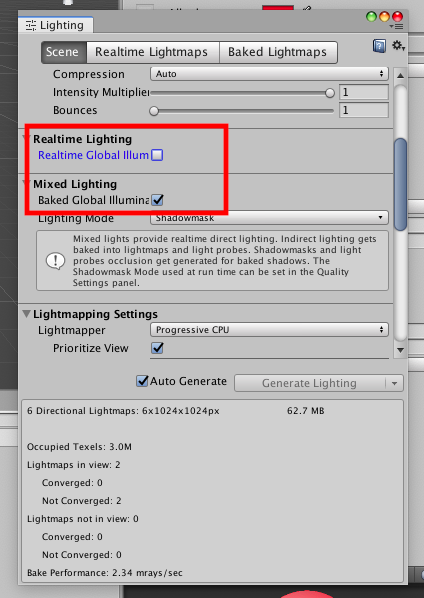 Lighting
Scene Realtime Lightmaps Baked Lightmaps
Compression Auto
Intensity Multiplier 1
Bounces 1
Realtime Lighting
Realtime Global Illum
Mixed Lighting
Baked Global Illumina
Lighting Mode Shadowmask
Mixed lights provide realtime direct lighting. Indirect lighting gets
baked into lightmaps and light probes. Shadowmasks and light
probes occlusion get generated for baked shadows. The
Shadowmask Mode used at run time can be set in the Quality
Settings panel.
Lightmapping Settings
Lightmapper Progressive CPU
Prioritize View
Auto Generate Generate Lighting
6 Directional Lightmaps: 6x1024x1024px 62.7 MB
Occupied Texels: 3.0M
Lightmaps in view: 2
Converged: 0
Not Converged: 2
Lightmaps not in view: 0
Converged: 0
Not Converged: 0
Bake Performance: 2.34 mrays/sec